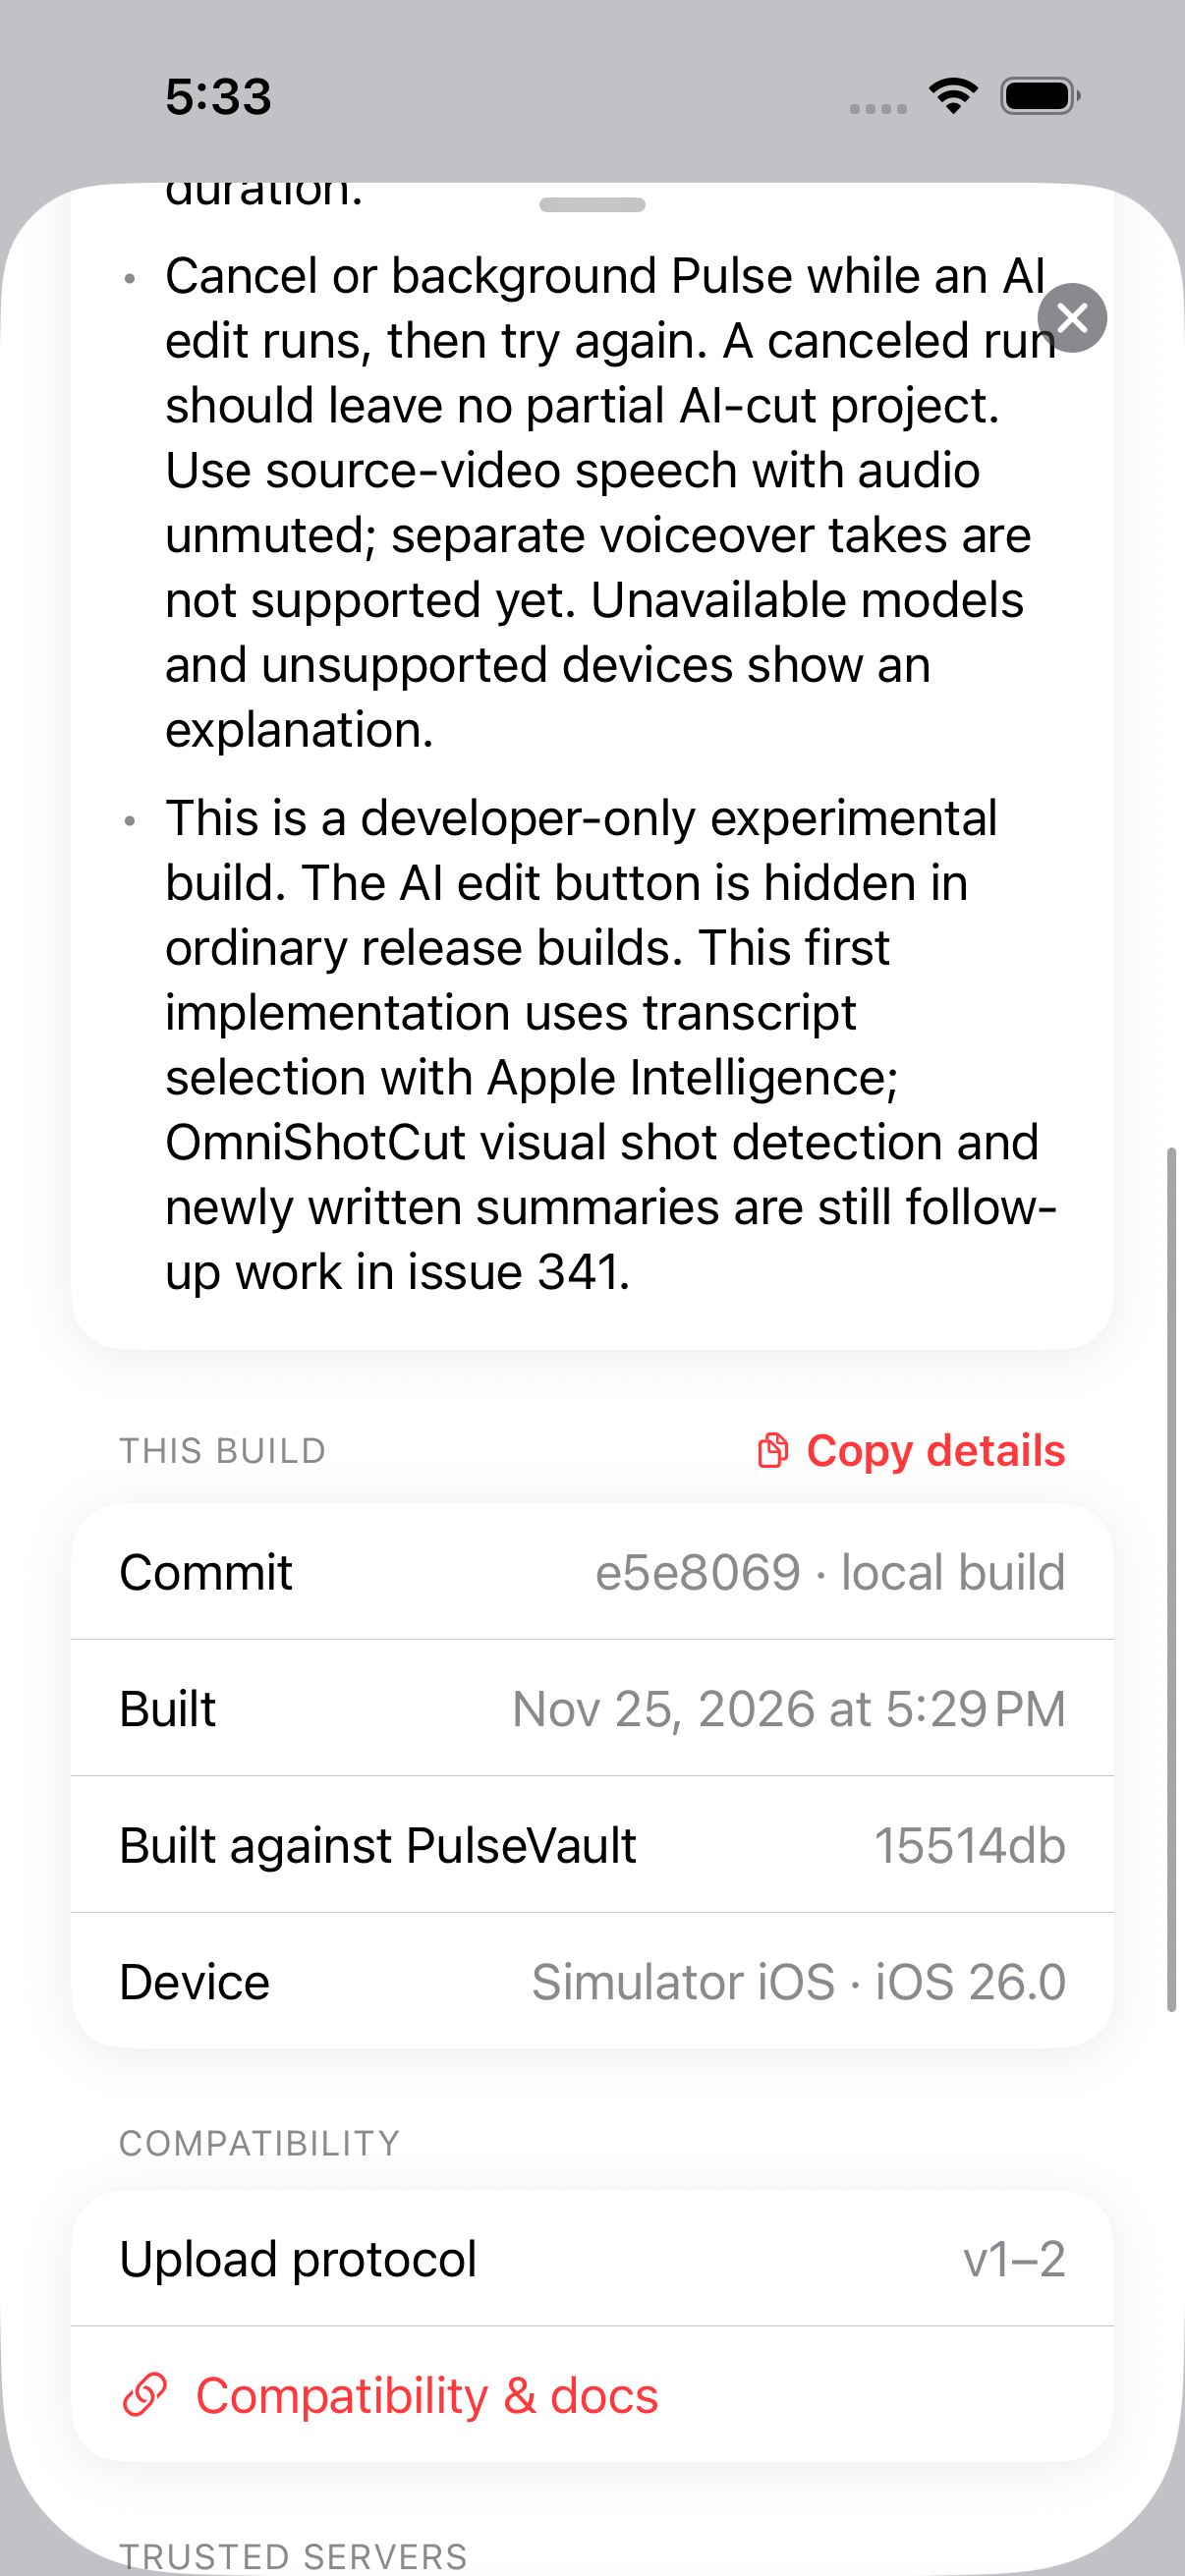 5:33
duration.
• Cancel or background Pulse while an AI
edit runs, then try again. A canceled run
should leave no partial AI-cut project.
Use source-video speech with audio
unmuted; separate voiceover takes are
not supported yet. Unavailable models
and unsupported devices show an
explanation.
• This is a developer-only experimental
build. The AI edit button is hidden in
ordinary release builds. This first
implementation uses transcript
selection with Apple Intelligence;
OmniShotCut visual shot detection and
newly written summaries are still follow-
up work in issue 341.
THIS BUILD Copy details
Commit e5e8069 · local build
Built Nov 25, 2026 at 5:29 PM
Built against PulseVault 15514db
Device Simulator iOS · iOS 26.0
COMPATIBILITY
Upload protocol v1–2
Compatibility & docs
TRUSTED SERVERS